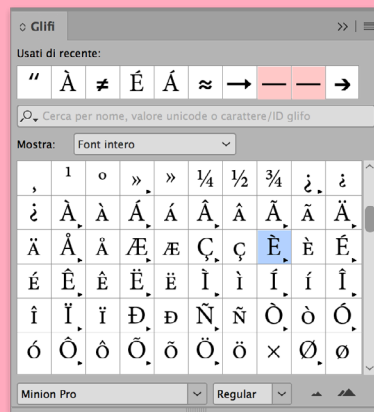 Glifi
Usati di recente:
“ À ≠ É Á ≈ → — — ➔
Cerca per nome, valore unicode o carattere/ID glifo
Mostra: Font intero
¸ ¹ º » » ¼ ½ ¾ ¿ ¿
¿ À À Á Á Â Â Ã Ã Ä
Ä Å Å Æ Æ Ç Ç È È É
É Ê Ê Ë Ë Ì Ì Í Í Î
Î Ï Ï Ð Ð Ñ Ñ Ò Ò Ó
Ó Ô Ô Õ Õ Ö Ö × Ø Ø
Minion Pro Regular